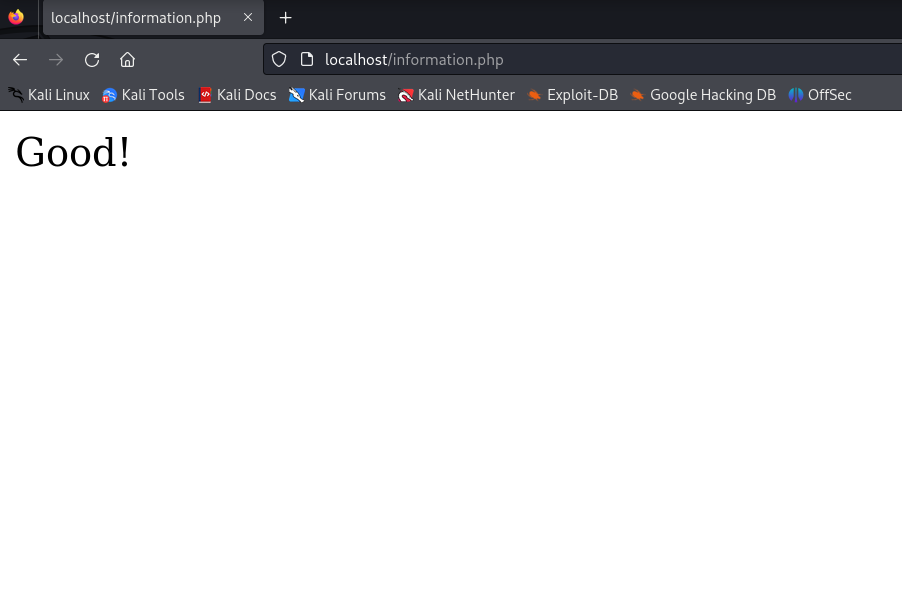 localhost/information.php
localhost/information.php
Kali Linux Kali Tools Kali Docs Kali Forums Kali NetHunter Exploit-DB Google Hacking DB OffSec
Good!